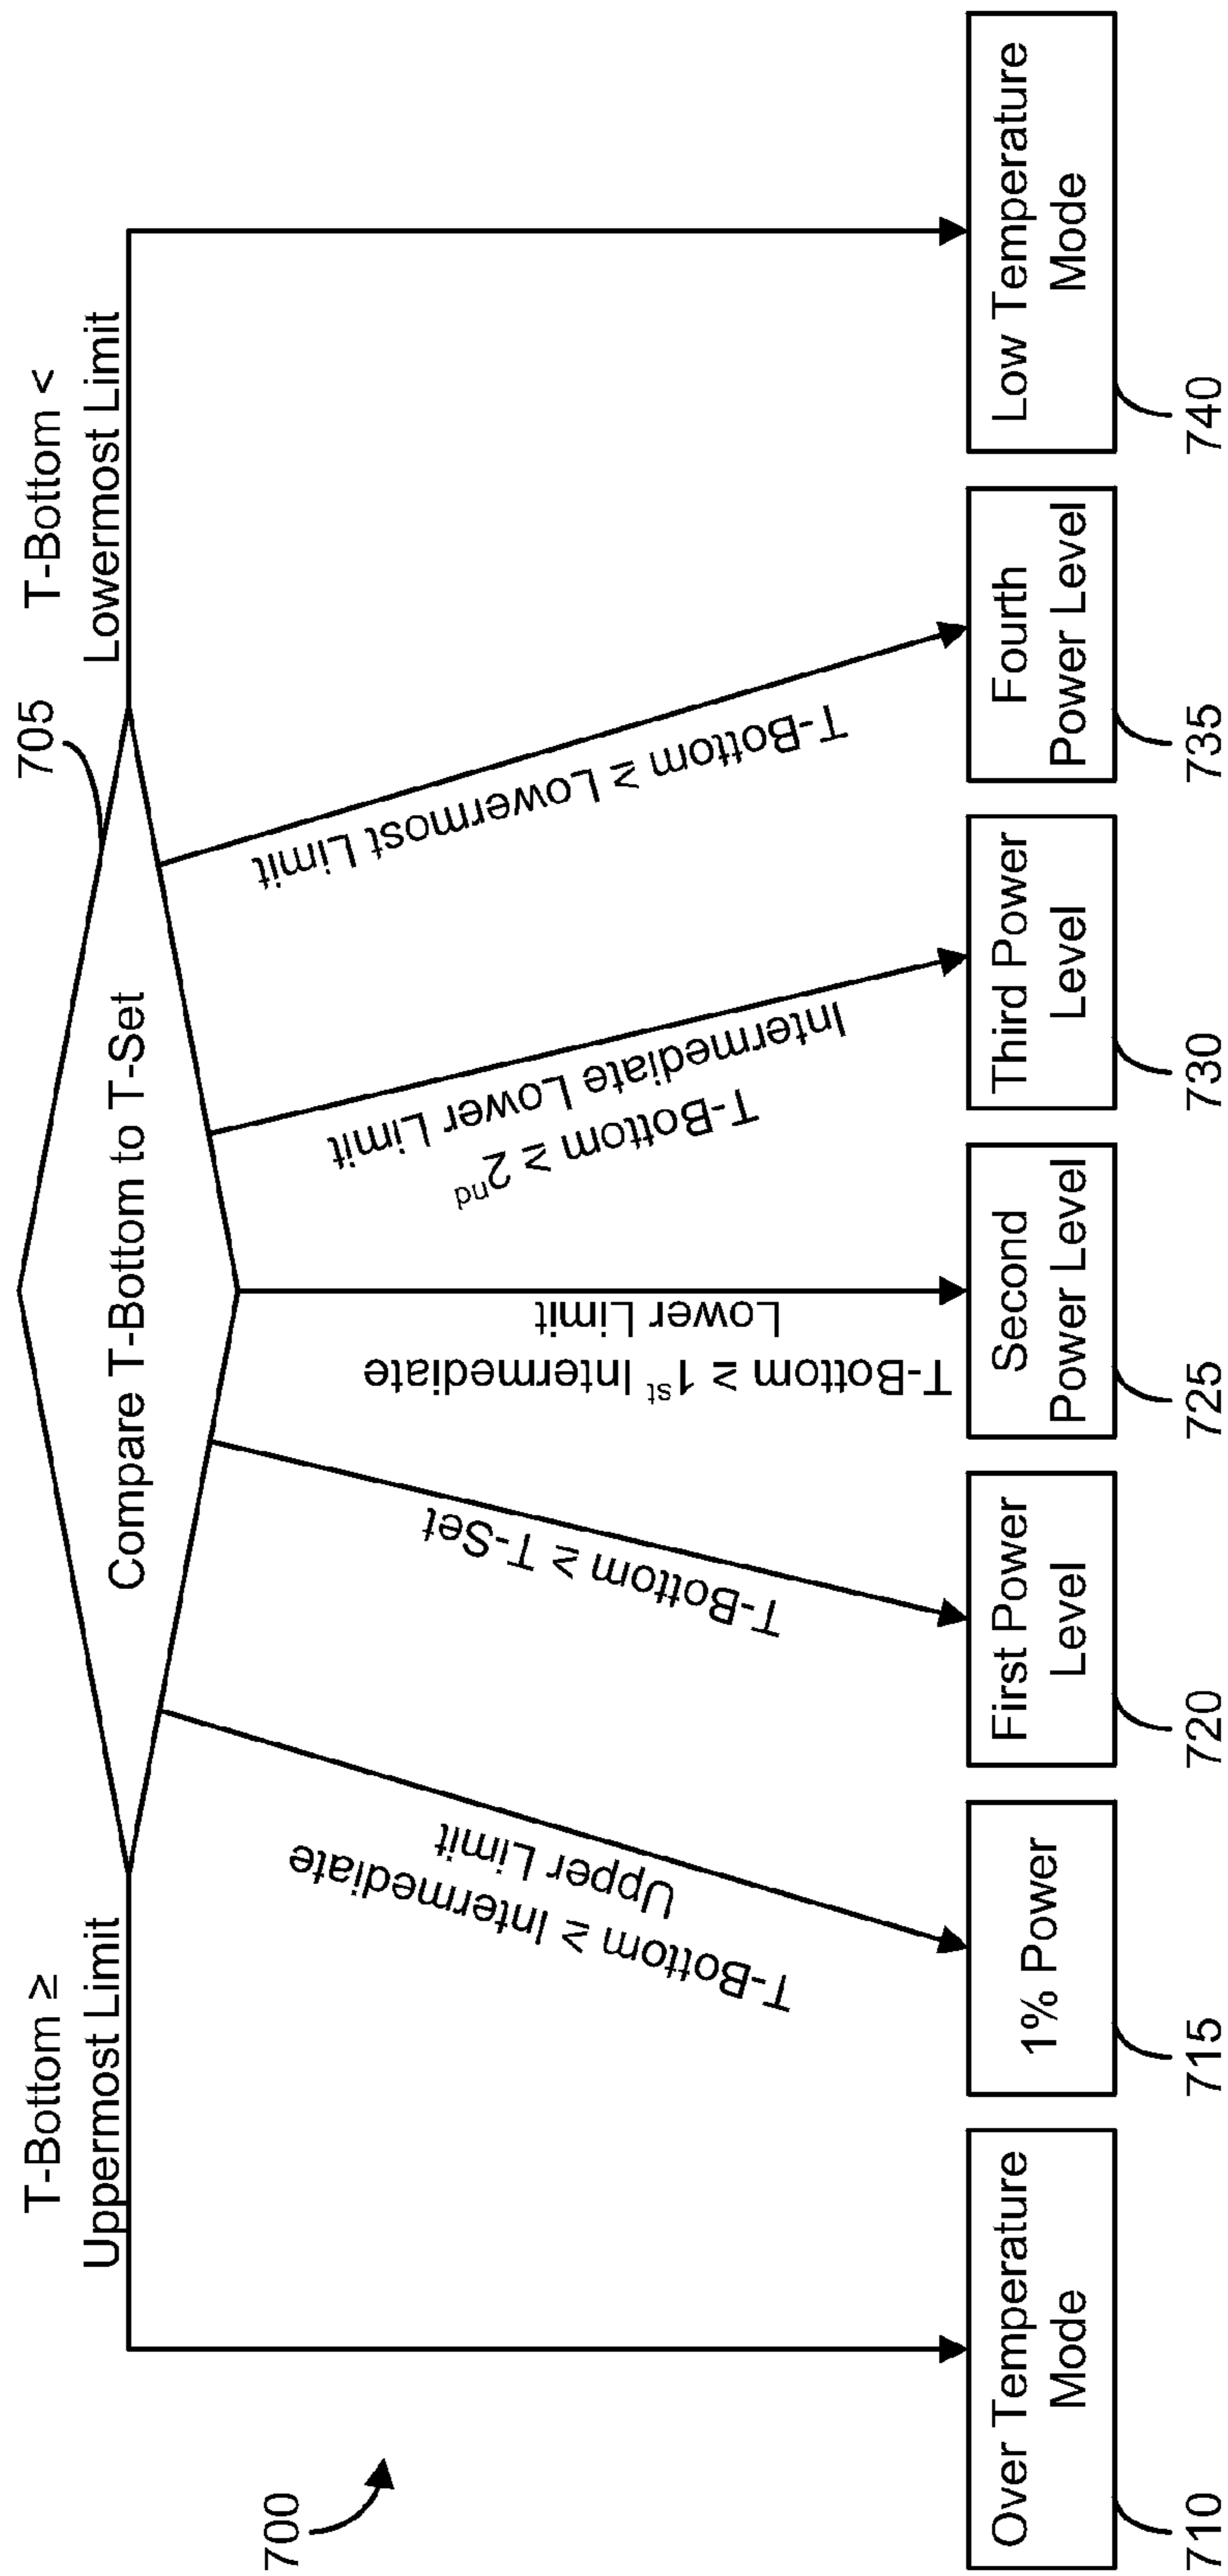 700
T-Bottom ≥
Uppermost Limit
705
Compare T-Bottom to T-Set
T-Bottom <
Lowermost Limit
T-Bottom ≥ Intermediate
Upper Limit
T-Bottom ≥ T-Set
T-Bottom ≥ 1st Intermediate
Lower Limit
T-Bottom ≥ 2nd
Intermediate Lower Limit
T-Bottom ≥ Lowermost Limit
Over Temperature
Mode
710
1% Power
715
First Power
Level
720
Second
Power Level
725
Third Power
Level
730
Fourth
Power Level
735
Low Temperature
Mode
740